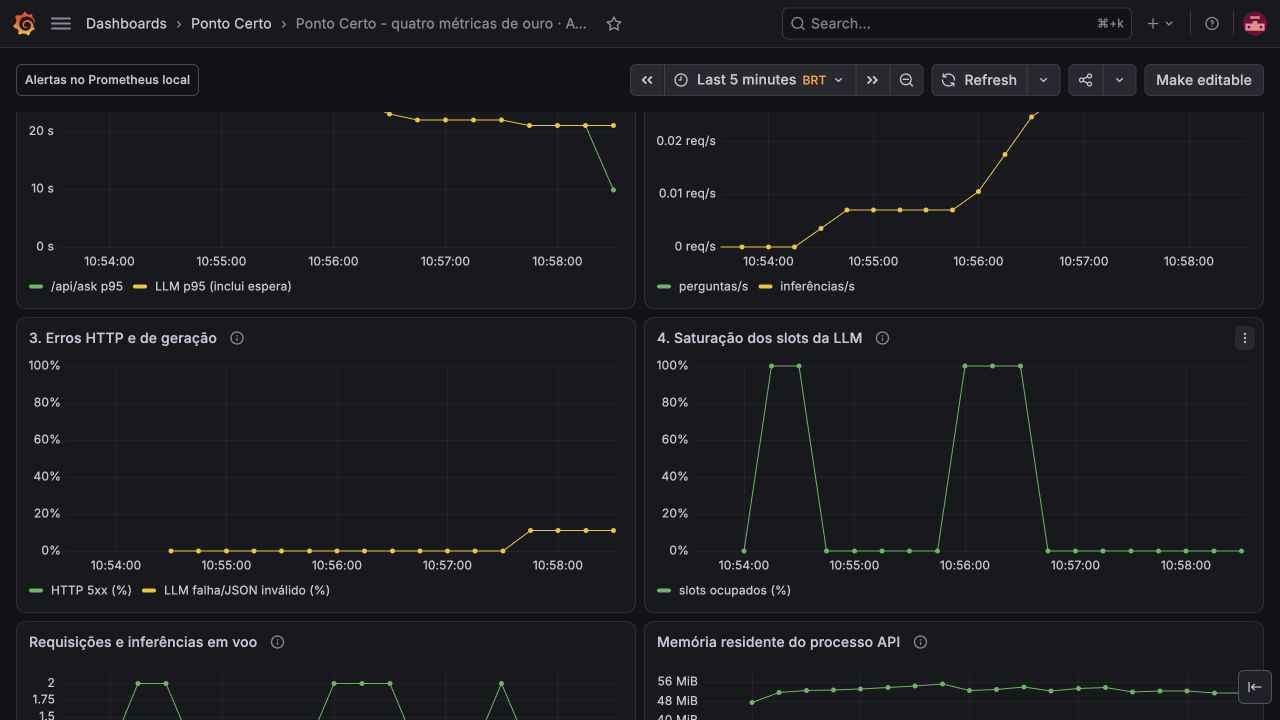 Dashboards › Ponto Certo › Ponto Certo - quatro métricas de ouro · A...
Search... ⌘+k
Alertas no Prometheus local
Last 5 minutes BRT
Refresh
Make editable
20 s
10 s
0 s
10:54:00 10:55:00 10:56:00 10:57:00 10:58:00
/api/ask p95 LLM p95 (inclui espera)
0.02 req/s
0.01 req/s
0 req/s
10:54:00 10:55:00 10:56:00 10:57:00 10:58:00
perguntas/s inferências/s
3. Erros HTTP e de geração
100%
80%
60%
40%
20%
0%
10:54:00 10:55:00 10:56:00 10:57:00 10:58:00
HTTP 5xx (%) LLM falha/JSON inválido (%)
4. Saturação dos slots da LLM
100%
80%
60%
40%
20%
0%
10:54:00 10:55:00 10:56:00 10:57:00 10:58:00
slots ocupados (%)
Requisições e inferências em voo
2
1.75
1.5
Memória residente do processo API
56 MiB
48 MiB
40 MiB